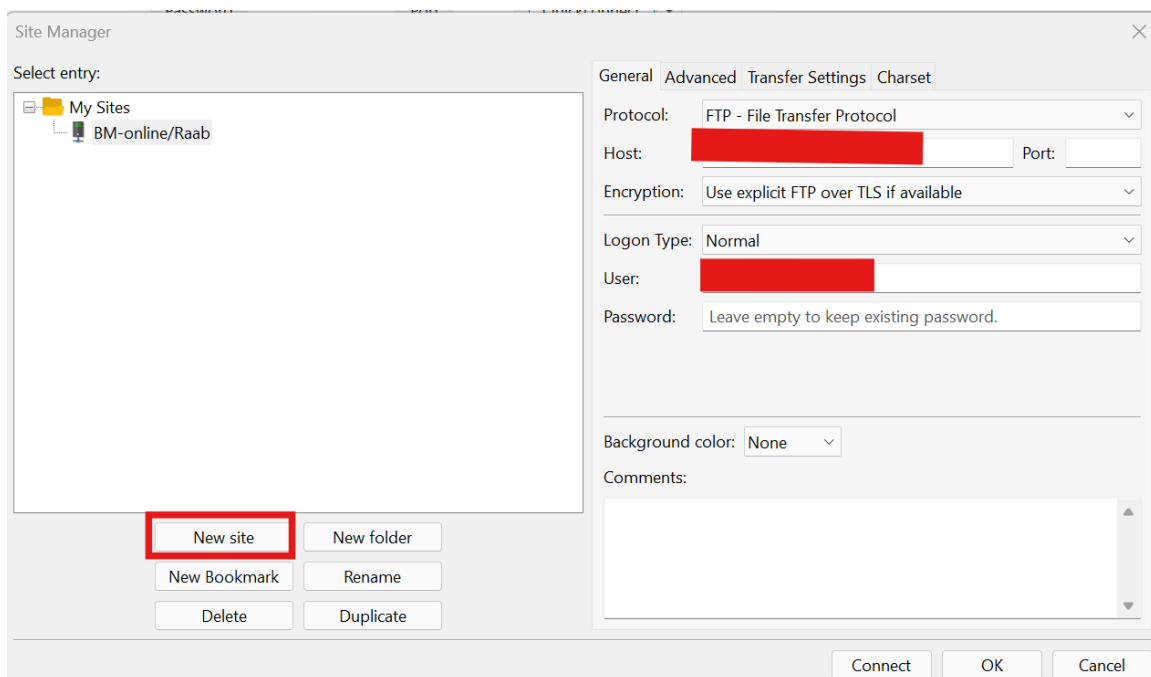 Site Manager
Select entry:
My Sites
BM-online/Raab
New site
New folder
New Bookmark
Rename
Delete
Duplicate
General Advanced Transfer Settings Charset
Protocol: FTP - File Transfer Protocol
Host: Port:
Encryption: Use explicit FTP over TLS if available
Logon Type: Normal
User:
Password: Leave empty to keep existing password.
Background color: None
Comments:
Connect OK Cancel